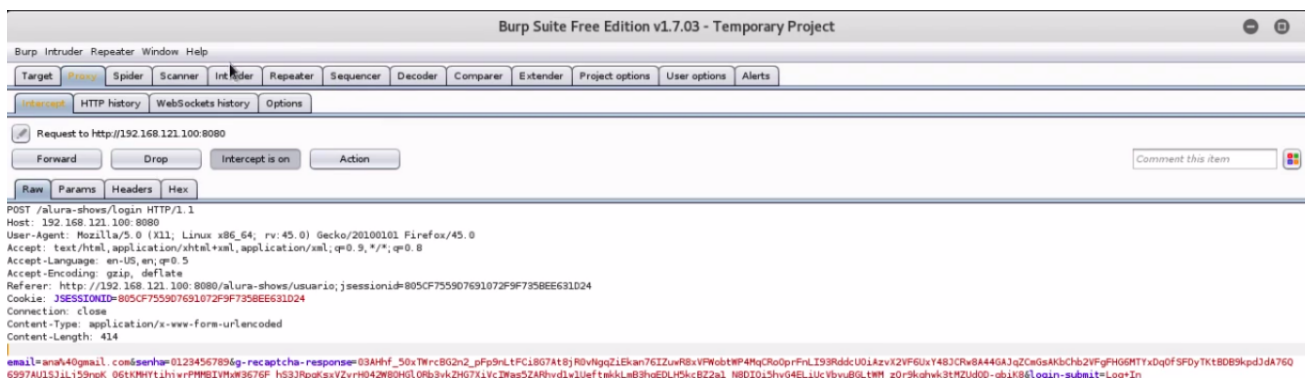 Burp Suite Free Edition v1.7.03 - Temporary Project
Burp Intruder Repeater Window Help
Target Proxy Spider Scanner Intruder Repeater Sequencer Decoder Comparer Extender Project options User options Alerts
Intercept HTTP history WebSockets history Options
Request to http://192.168.121.100:8080
Forward Drop Intercept is on Action Comment this item
Raw Params Headers Hex
POST /alura-shows/login HTTP/1.1
Host: 192.168.121.100:8080
User-Agent: Mozilla/5.0 (X11; Linux x86_64; rv:45.0) Gecko/20100101 Firefox/45.0
Accept: text/html,application/xhtml+xml,application/xml;q=0.9,*/*;q=0.8
Accept-Language: en-US,en;q=0.5
Accept-Encoding: gzip, deflate
Referer: http://192.168.121.100:8080/alura-shows/usuario;jsessionid=805CF7559D7691072F9F735BEE631D24
Cookie: JSESSIONID=805CF7559D7691072F9F735BEE631D24
Connection: close
Content-Type: application/x-www-form-urlencoded
Content-Length: 414
email=ana%40gmail.com&senha=0123456789&g-recaptcha-response=
&login-submit=Log+In